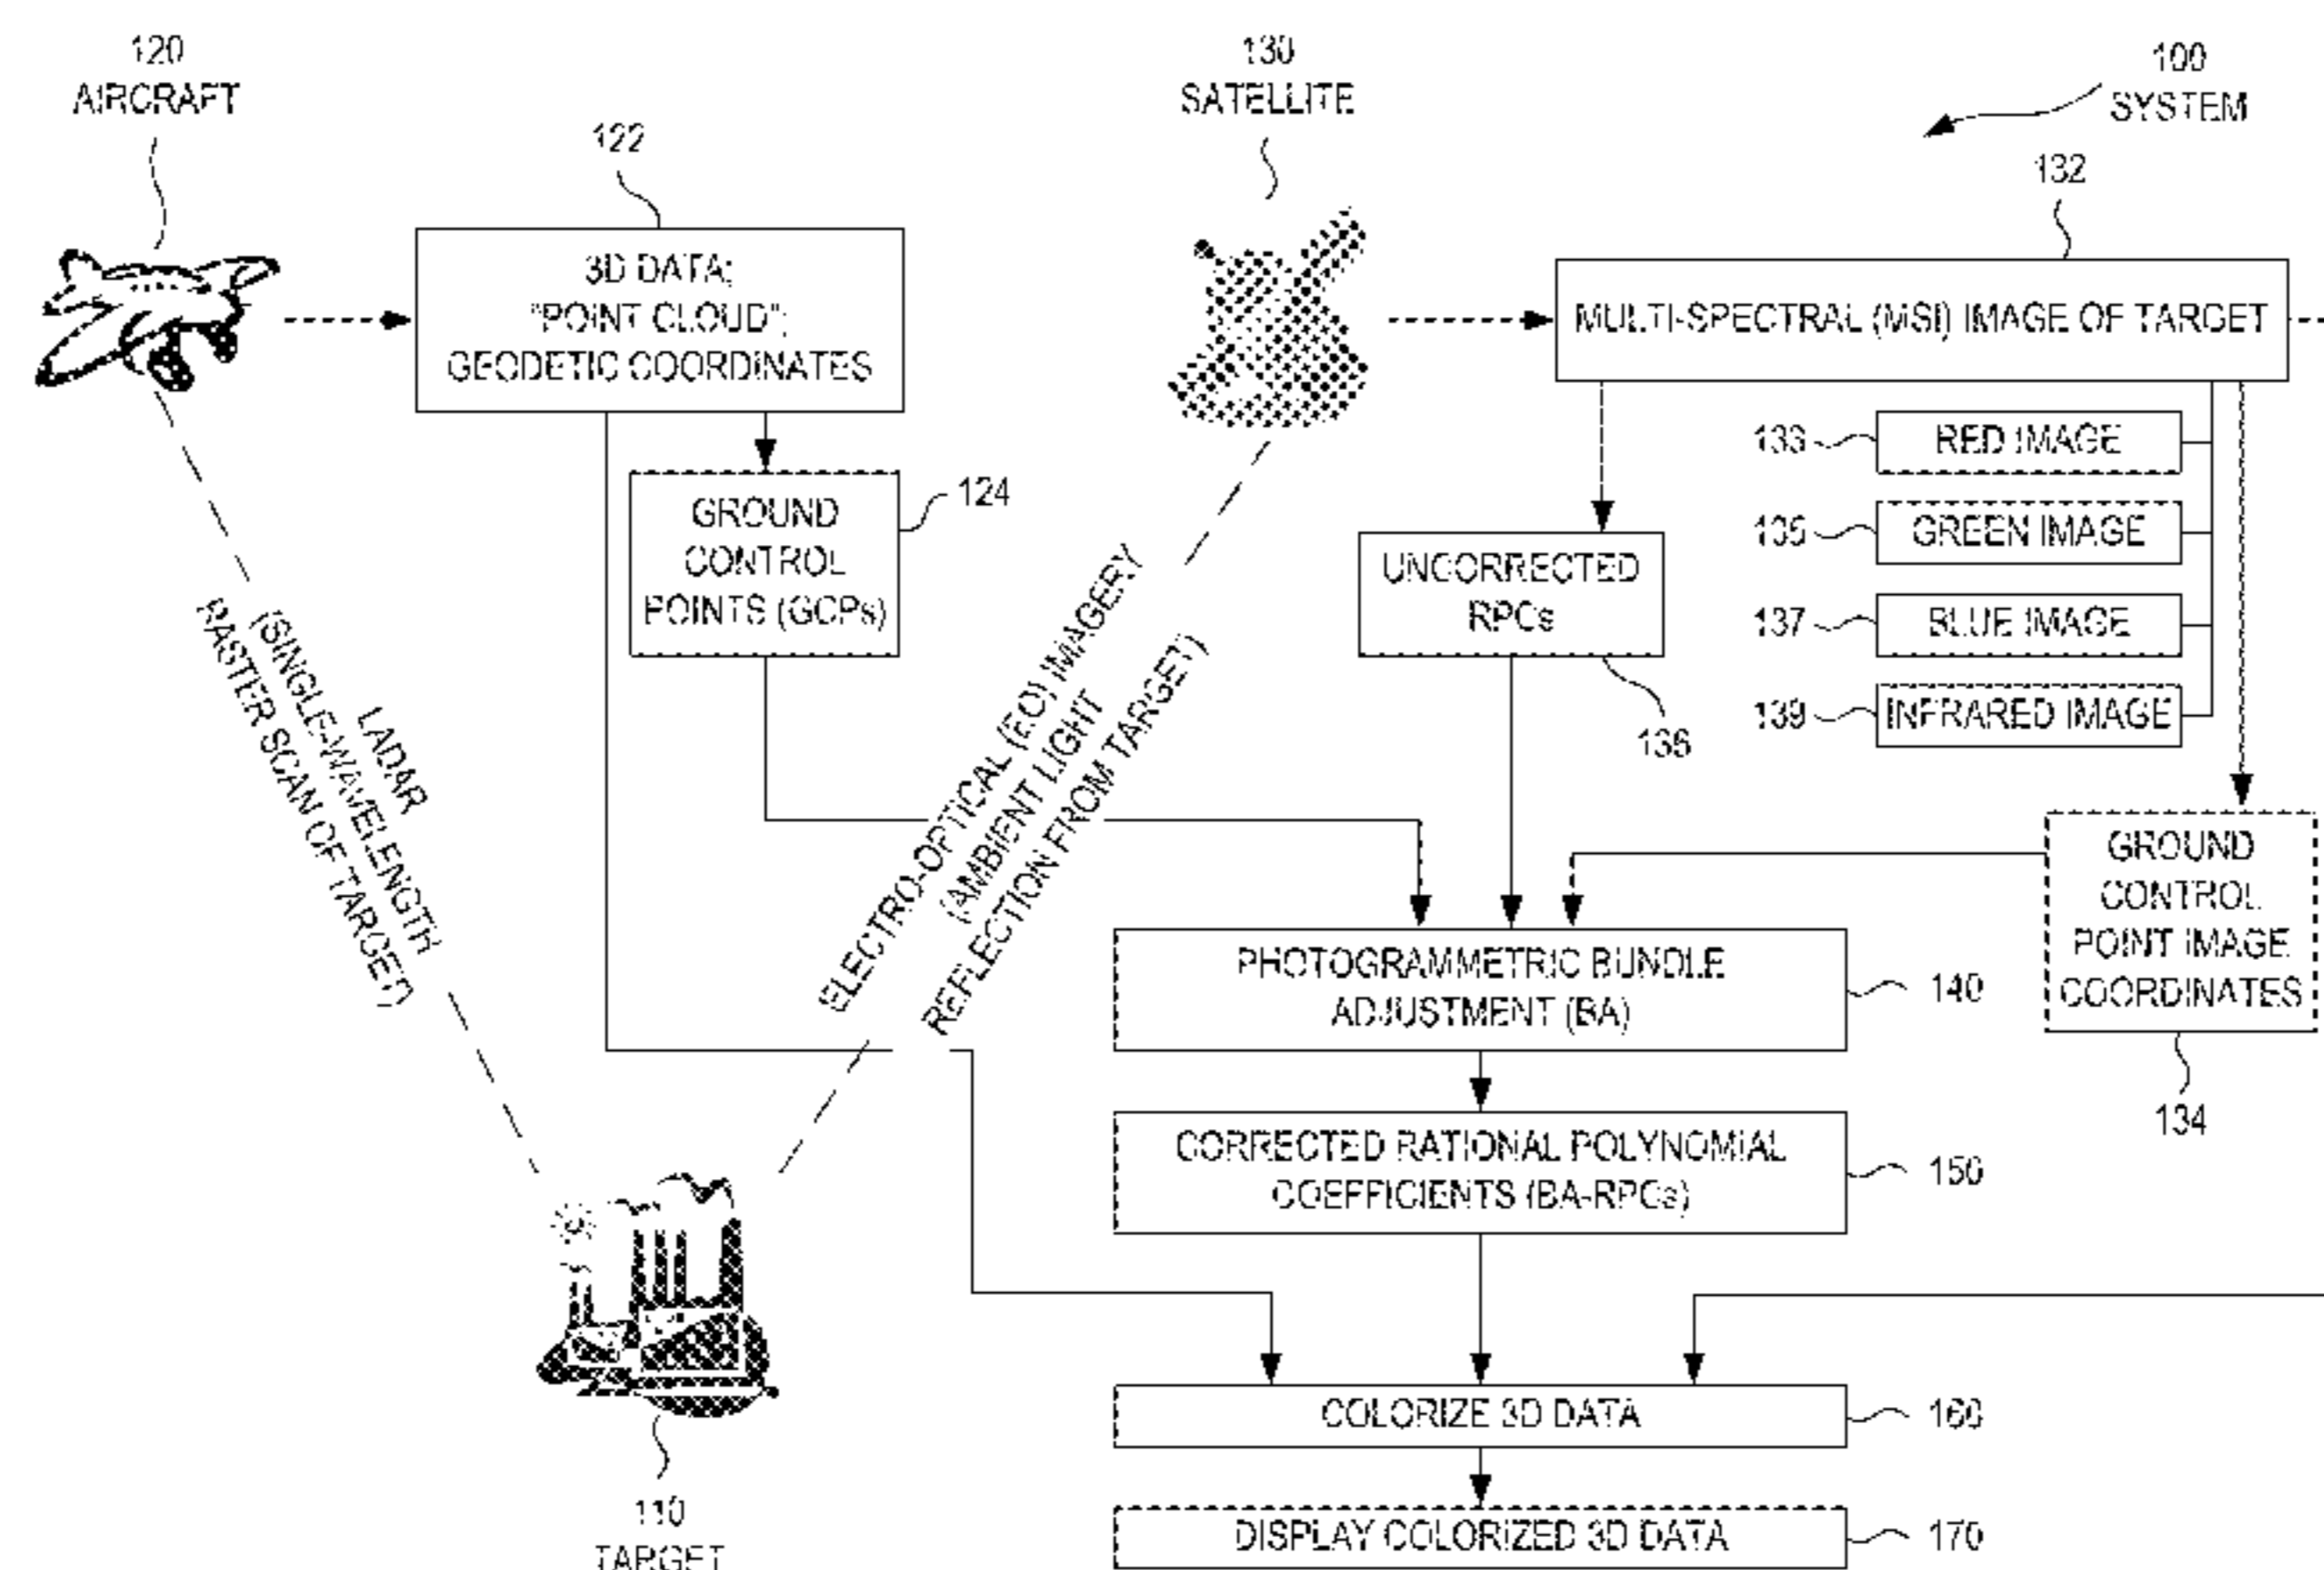 120
AIRCRAFT
122
130
SATELLITE
100
SYSTEM
132
3D DATA;
"POINT CLOUD";
GEODETIC COORDINATES
MULTI-SPECTRAL (MSI) IMAGE OF TARGET
124
GROUND
CONTROL
POINTS (GCPs)
UNCORRECTED
RPCs
136
133
RED IMAGE
135
GREEN IMAGE
137
BLUE IMAGE
139
INFRARED IMAGE
LADAR
(SINGLE-WAVELENGTH
RASTER SCAN OF TARGET)
ELECTRO-OPTICAL (EO) IMAGERY
(AMBIENT LIGHT
REFLECTION FROM TARGET)
GROUND
CONTROL
POINT IMAGE
COORDINATES
134
PHOTOGRAMMETRIC BUNDLE
ADJUSTMENT (BA)
140
CORRECTED RATIONAL POLYNOMIAL
COEFFICIENTS (BA-RPCs)
150
COLORIZE 3D DATA
160
DISPLAY COLORIZED 3D DATA
170
110
TARGET